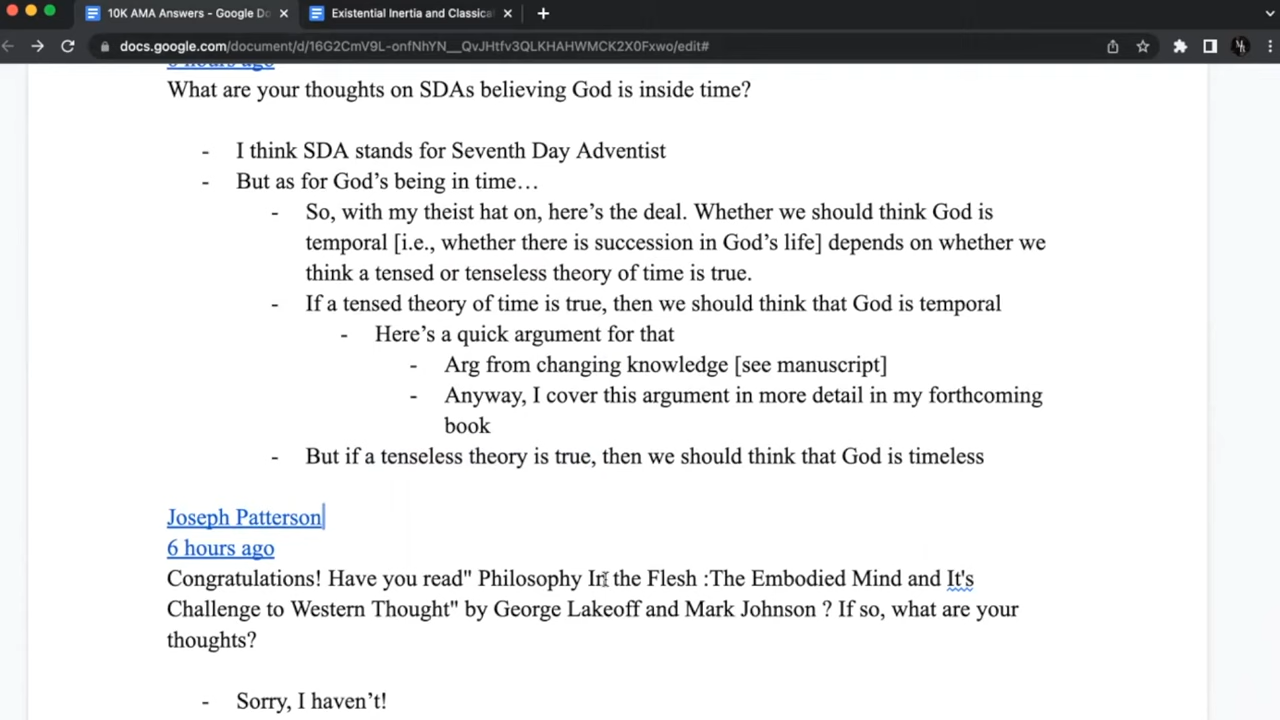 10K AMA Answers - Google Do
Existential Inertia and Classica
docs.google.com/document/d/16G2CmV9L-onfNhYN__QvJHtfv3QLKHAHWMCK2X0Fxwo/edit#
6 hours ago
What are your thoughts on SDAs believing God is inside time?
- I think SDA stands for Seventh Day Adventist
- But as for God’s being in time…
- So, with my theist hat on, here’s the deal. Whether we should think God is
temporal [i.e., whether there is succession in God’s life] depends on whether we
think a tensed or tenseless theory of time is true.
- If a tensed theory of time is true, then we should think that God is temporal
- Here’s a quick argument for that
- Arg from changing knowledge [see manuscript]
- Anyway, I cover this argument in more detail in my forthcoming
book
- But if a tenseless theory is true, then we should think that God is timeless
Joseph Patterson
6 hours ago
Congratulations! Have you read" Philosophy In the Flesh :The Embodied Mind and It's
Challenge to Western Thought" by George Lakeoff and Mark Johnson ? If so, what are your
thoughts?
- Sorry, I haven’t!